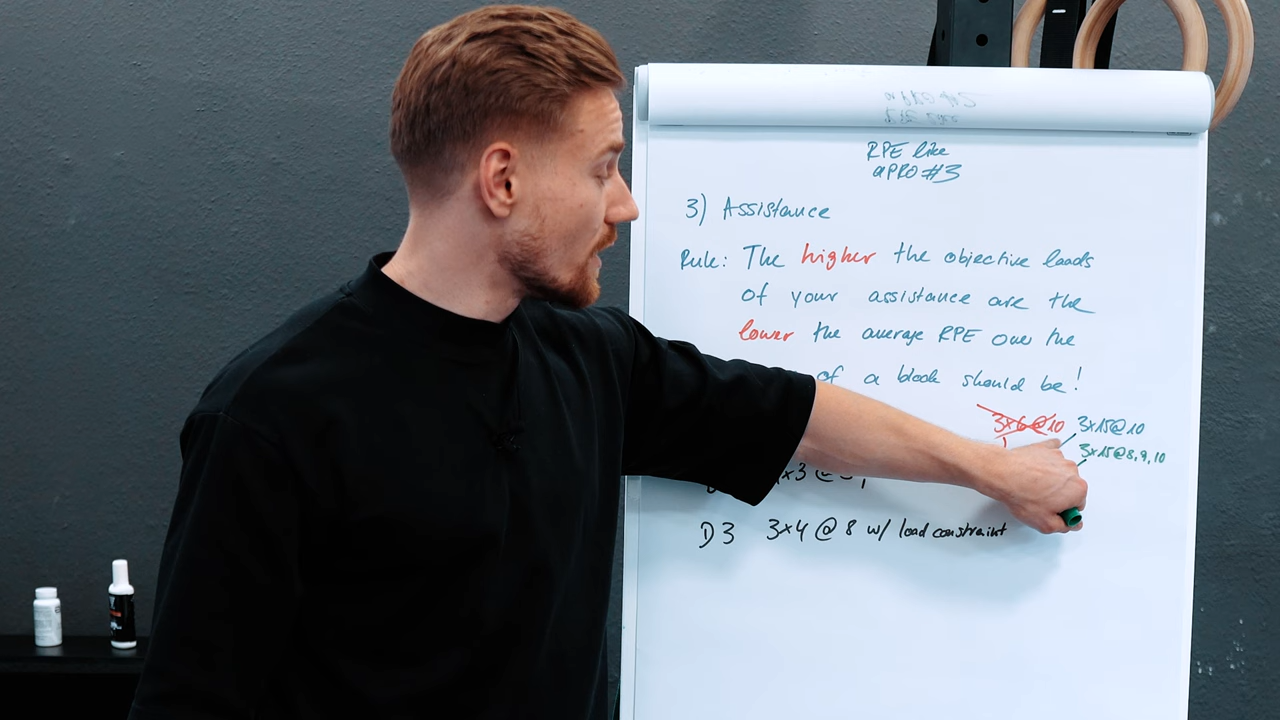 RPE like
a PRO #3
3) Assistance
Rule: The higher the objective loads
of your assistance are the
lower the average RPE over the
of a block should be!
3x6@10 3x15@10
3x15@8,9,10
x3 @
D3 3x4 @ 8 w/ load constraint